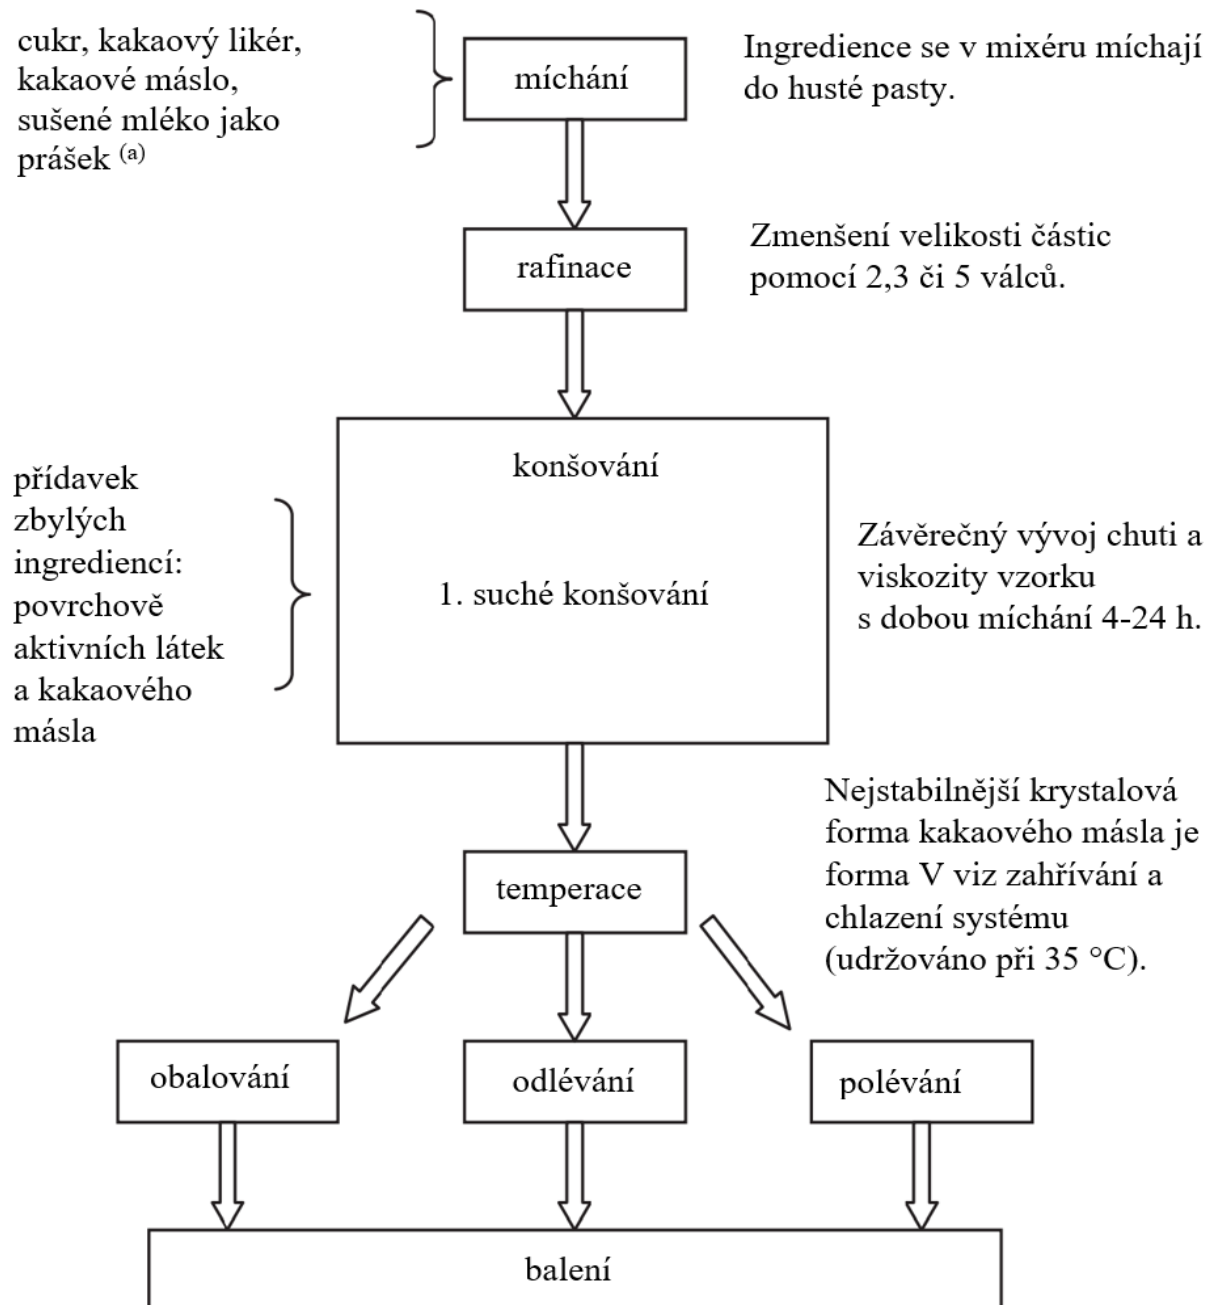 cukr, kakaový likér,
kakaové máslo,
sušené mléko jako
prášek (a)
míchání
Ingredience se v mixéru míchají
do husté pasty.
rafinace
Zmenšení velikosti částic
pomocí 2,3 či 5 válců.
konšování
1. suché konšování
přídavek
zbylých
ingrediencí:
povrchově
aktivních látek
a kakaového
másla
Závěrečný vývoj chuti a
viskozity vzorku
s dobou míchání 4-24 h.
temperace
Nejstabilnější krystalová
forma kakaového másla je
forma V viz zahřívání a
chlazení systému
(udržováno při 35 °C).
obalování
odlévání
polévání
balení